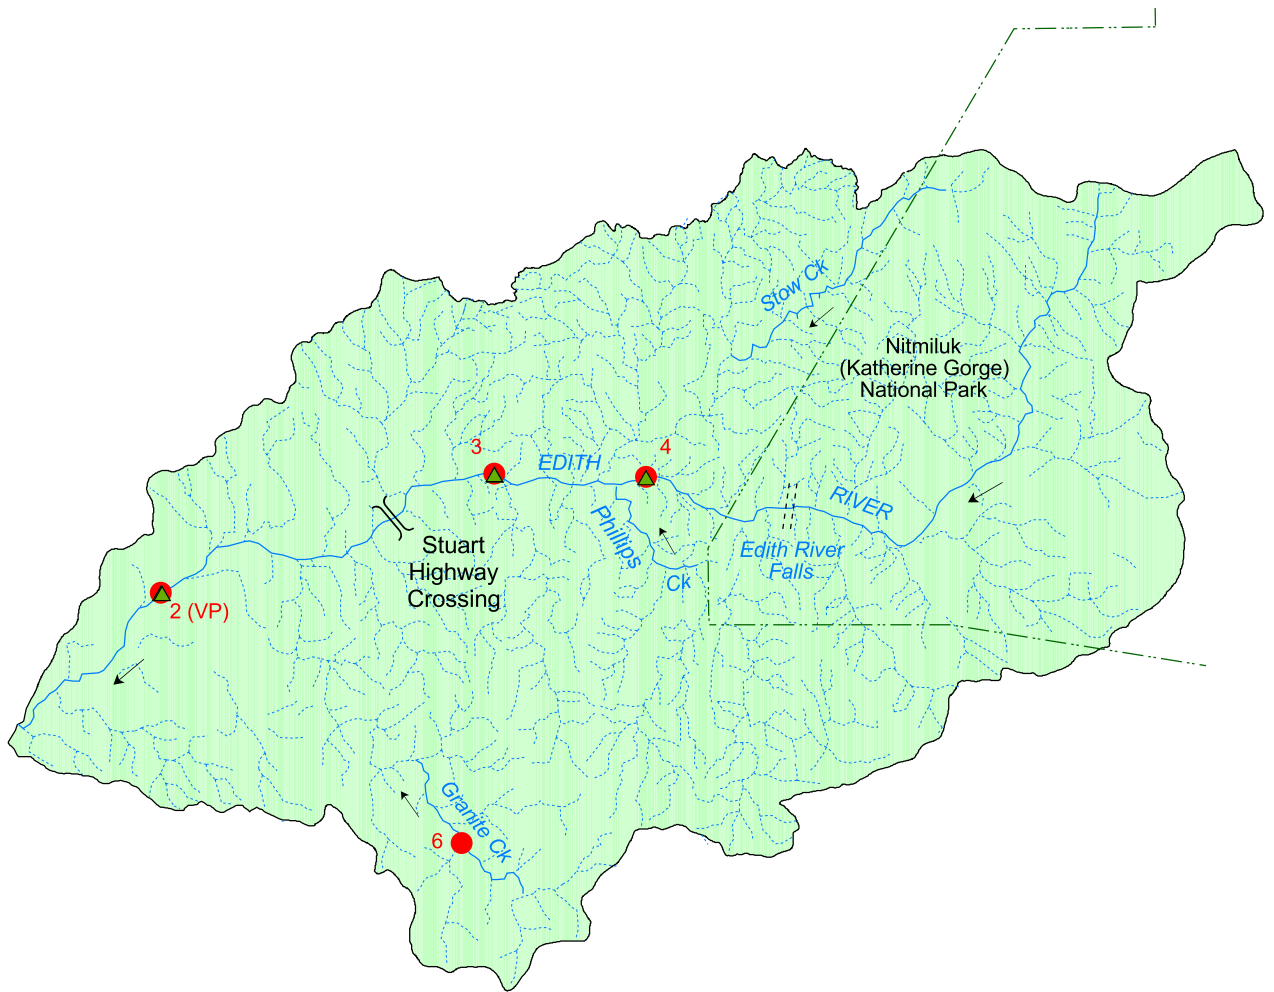 Stow Ck
Nitmiluk
(Katherine Gorge)
National Park
3
4
EDITH
RIVER
Phillips
Ck
Edith River
Falls
Stuart
Highway
Crossing
2 (VP)
Granite Ck
6